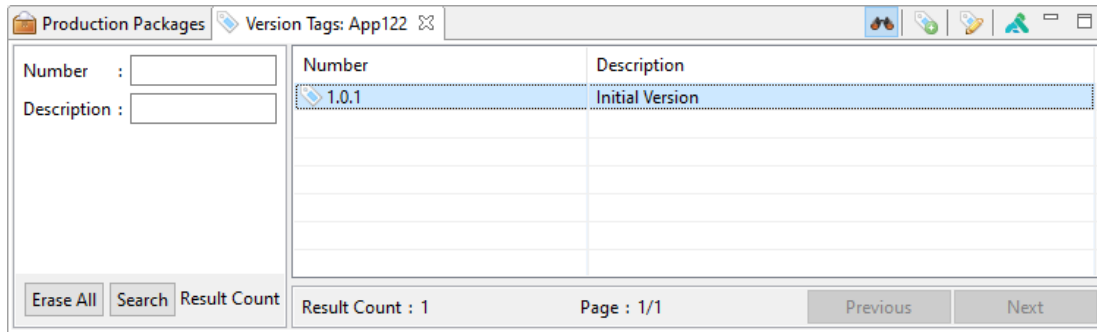 Production Packages
Version Tags: App122
Number :
Description :
Erase All
Search
Result Count
Number Description
1.0.1 Initial Version
Result Count : 1
Page : 1/1
Previous
Next